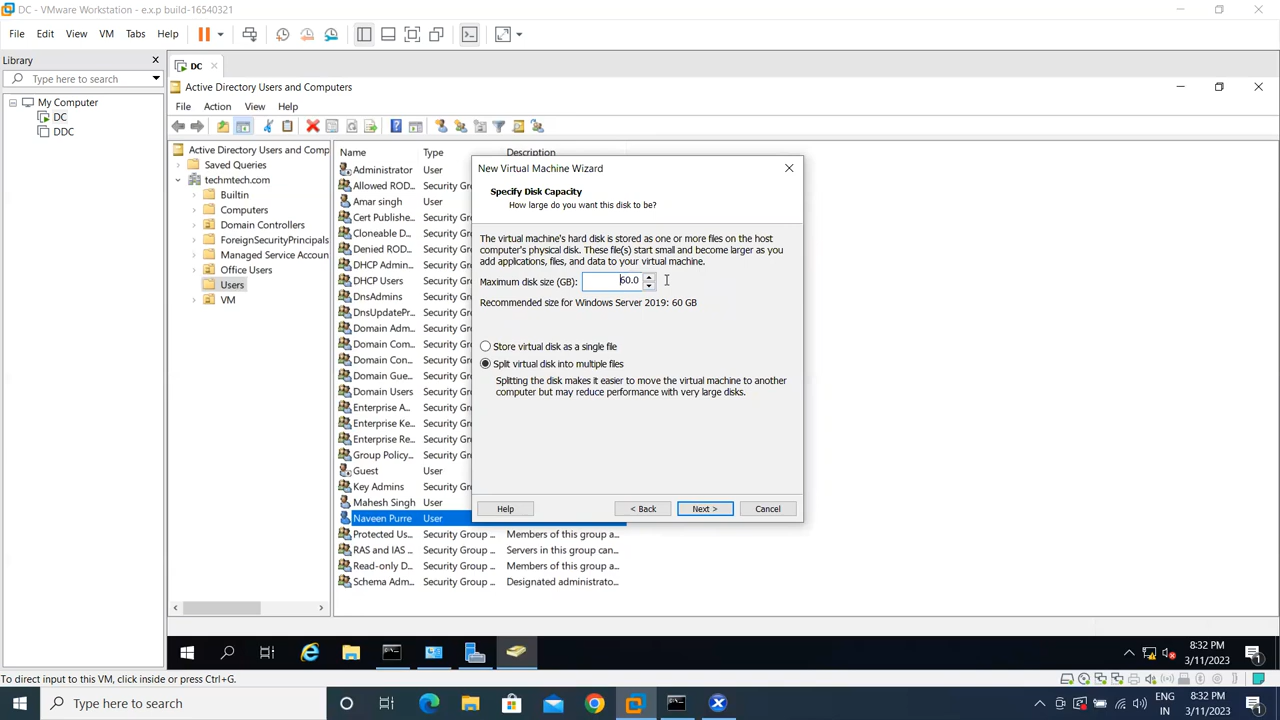 DC - VMware Workstation - e.x.p build-16540321
File Edit View VM Tabs Help
Library
Type here to search
My Computer
DC
DDC
DC
Active Directory Users and Computers
File Action View Help
Active Directory Users and Comp
Saved Queries
techmtech.com
Builtin
Computers
Domain Controllers
ForeignSecurityPrincipals
Managed Service Accoun
Office Users
Users
VM
Name Type Description
Administrator User
Allowed ROD... Security Gr
Amar singh User
Cert Publishe... Security Gr
Cloneable D... Security Gr
Denied ROD... Security Gr
DHCP Admin... Security Gr
DHCP Users Security Gr
DnsAdmins Security Gr
DnsUpdatePr... Security Gr
Domain Adm... Security Gr
Domain Com... Security Gr
Domain Con... Security Gr
Domain Gue... Security Gr
Domain Users Security Gr
Enterprise A... Security Gr
Enterprise Ke... Security Gr
Enterprise Re... Security Gr
Group Policy... Security Gr
Guest User
Key Admins Security Gr
Mahesh Singh User
Naveen Purre User
Protected Us... Security Group ... Members of this group a...
RAS and IAS ... Security Group ... Servers in this group can...
Read-only D... Security Group ... Members of this group a...
Schema Adm... Security Group ... Designated administrato...
New Virtual Machine Wizard
Specify Disk Capacity
How large do you want this disk to be?
The virtual machine's hard disk is stored as one or more files on the host
computer's physical disk. These file(s) start small and become larger as you
add applications, files, and data to your virtual machine.
Maximum disk size (GB): 60.0
Recommended size for Windows Server 2019: 60 GB
Store virtual disk as a single file
Split virtual disk into multiple files
Splitting the disk makes it easier to move the virtual machine to another
computer but may reduce performance with very large disks.
Help < Back Next > Cancel
8:32 PM
3/11/2023
1
To direct input to this VM, click inside or press Ctrl+G.
Type here to search
ENG
IN
8:32 PM
3/11/2023
1